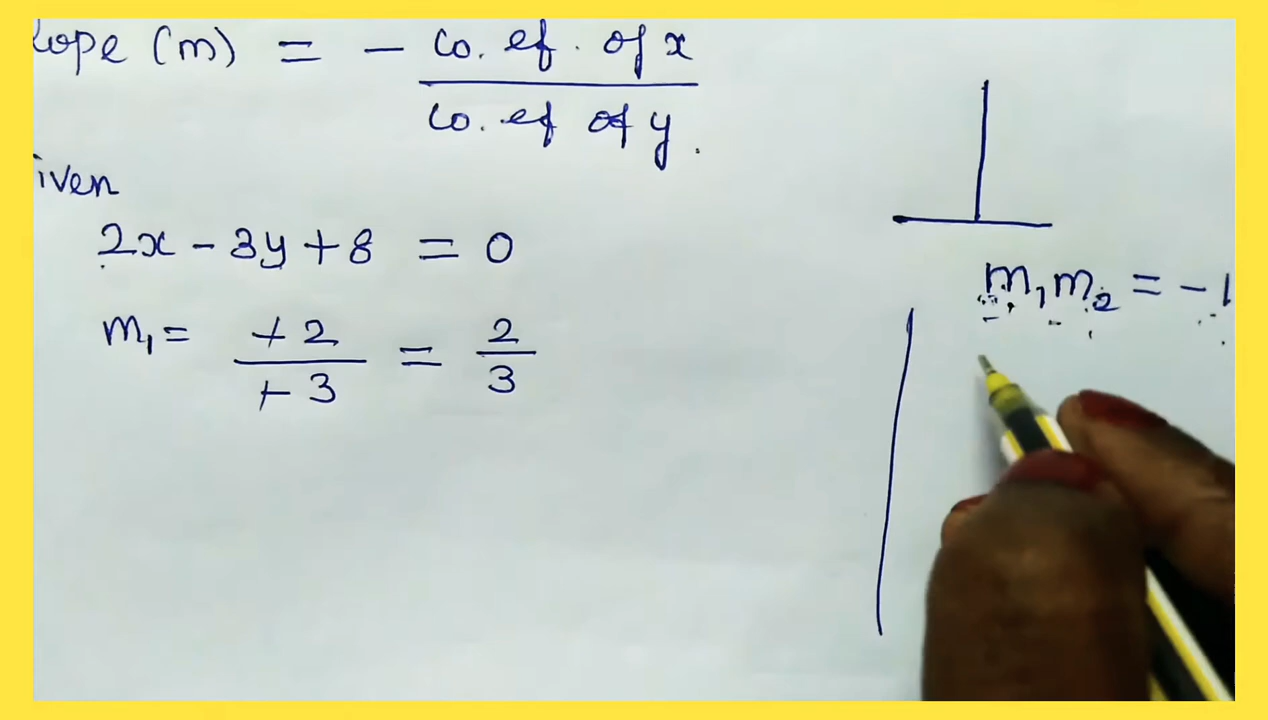 lope (m) = - co. ef. of x
co. ef of y.
iven
2x - 3y + 8 = 0
m₁ = +2 / +3 = 2 / 3
m₁m₂ = -1